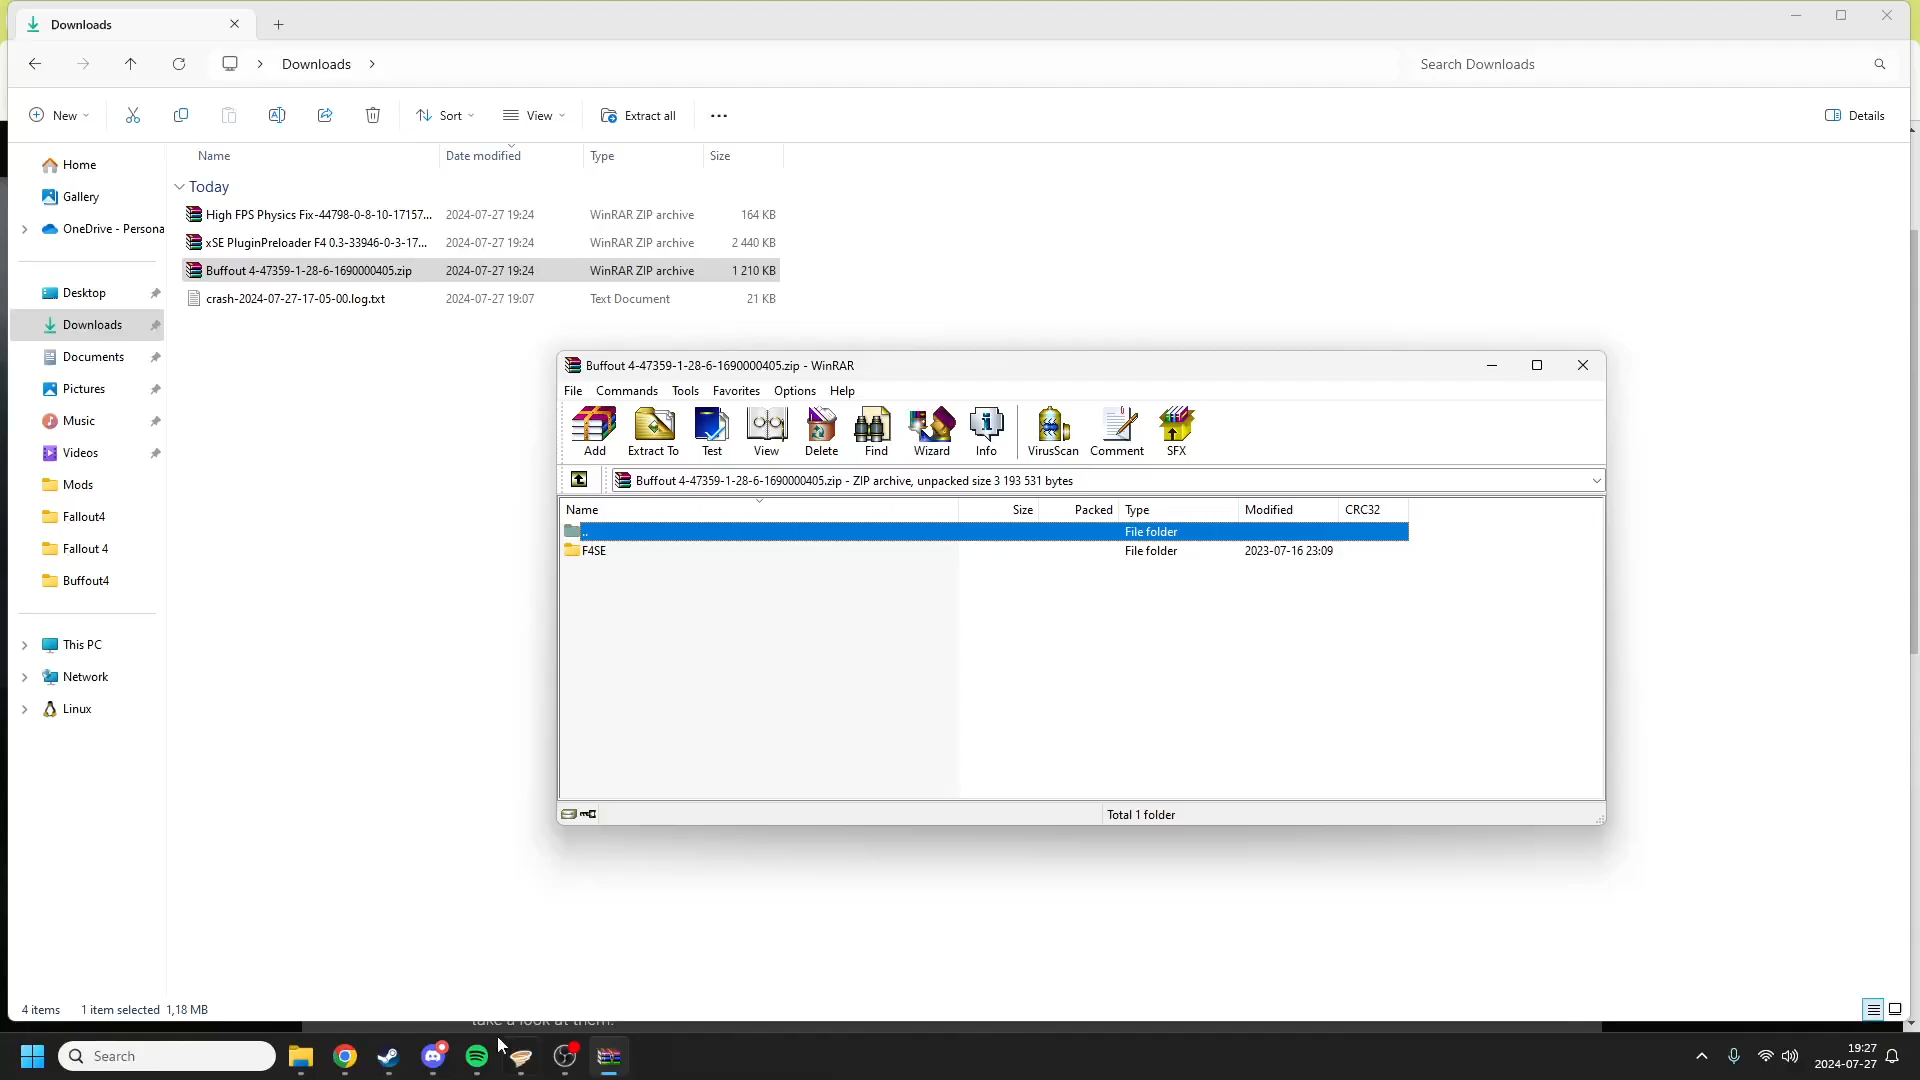 Downloads
Downloads
Search Downloads
New
Sort
View
Extract all
Details
Name
Date modified
Type
Size
Home
Gallery
OneDrive - Persona
Desktop
Downloads
Documents
Pictures
Music
Videos
Mods
Fallout4
Fallout 4
Buffout4
This PC
Network
Linux
Today
High FPS Physics Fix-44798-0-8-10-17157... 2024-07-27 19:24 WinRAR ZIP archive 164 KB
xSE PluginPreloader F4 0.3-33946-0-3-17... 2024-07-27 19:24 WinRAR ZIP archive 2 440 KB
Buffout 4-47359-1-28-6-1690000405.zip 2024-07-27 19:24 WinRAR ZIP archive 1 210 KB
crash-2024-07-27-17-05-00.log.txt 2024-07-27 19:07 Text Document 21 KB
Buffout 4-47359-1-28-6-1690000405.zip - WinRAR
File Commands Tools Favorites Options Help
Add Extract To Test View Delete Find Wizard Info VirusScan Comment SFX
Buffout 4-47359-1-28-6-1690000405.zip - ZIP archive, unpacked size 3 193 531 bytes
Name Size Packed Type Modified CRC32
.. File folder
F4SE File folder 2023-07-16 23:09
Total 1 folder
4 items 1 item selected 1,18 MB
take a look at them.
Search
19:27
2024-07-27